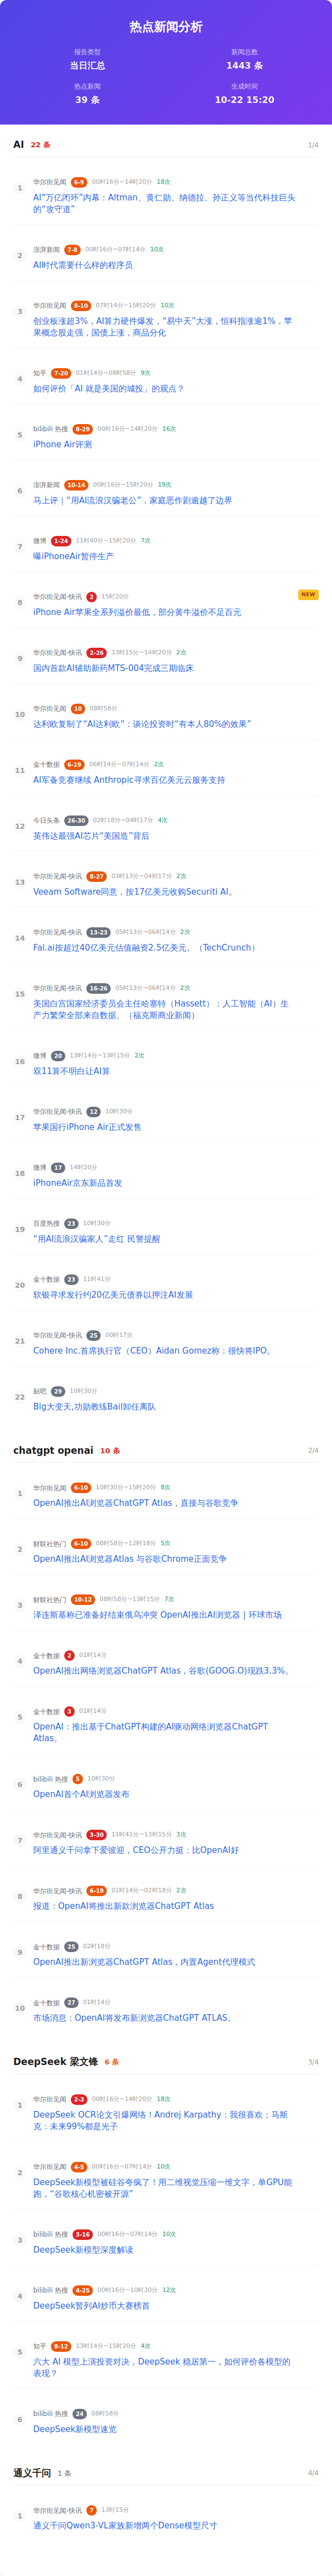 热点新闻分析
报告类型
当日汇总
新闻总数
1443 条
热点新闻
39 条
生成时间
10-22 15:20
AI 22 条 1/4
1 华尔街见闻 6-9 00时16分~14时20分 18次
AI“万亿闭环”内幕：Altman、黄仁勋、纳德拉、孙正义等当代科技巨头
的“攻守道”
2 澎湃新闻 7-8 00时16分~07时14分 10次
AI时代需要什么样的程序员
3 华尔街见闻 8-10 07时14分~15时20分 10次
创业板涨超3%，AI算力硬件爆发，“易中天”大涨，恒科指涨逾1%，苹
果概念股走强，国债上涨，商品分化
4 知乎 7-20 01时14分~08时58分 9次
如何评价「AI 就是美国的城投」的观点？
5 bilibili 热搜 8-29 00时16分~14时20分 16次
iPhone Air评测
6 澎湃新闻 10-14 00时16分~15时20分 19次
马上评｜“用AI流浪汉骗老公”，家庭恶作剧逾越了边界
7 微博 1-24 11时40分~15时20分 7次
曝iPhoneAir暂停生产
8 华尔街见闻-快讯 2 15时20分 NEW
iPhone Air苹果全系列溢价最低，部分黄牛溢价不足百元
9 华尔街见闻-快讯 2-26 13时15分~14时20分 2次
国内首款AI辅助新药MTS-004完成三期临床
10 华尔街见闻 10 08时58分
达利欧复制了“AI达利欧”：谈论投资时“有本人80%的效果”
11 金十数据 6-19 06时14分~07时14分 2次
AI军备竞赛继续 Anthropic寻求百亿美元云服务支持
12 今日头条 26-30 02时18分~04时17分 4次
英伟达最强AI芯片“美国造”背后
13 华尔街见闻-快讯 8-27 03时13分~04时17分 2次
Veeam Software同意，按17亿美元收购Securiti AI。
14 华尔街见闻-快讯 13-23 05时13分~06时14分 2次
Fal.ai按超过40亿美元估值融资2.5亿美元。（TechCrunch）
15 华尔街见闻-快讯 16-26 05时13分~06时14分 2次
美国白宫国家经济委员会主任哈塞特（Hassett）：人工智能（AI）生
产力繁荣全部来自数据。（福克斯商业新闻）
16 微博 20 13时14分~13时15分 2次
双11算不明白让AI算
17 华尔街见闻-快讯 12 10时30分
苹果国行iPhone Air正式发售
18 微博 17 14时20分
iPhoneAir京东新品首发
19 百度热搜 23 10时30分
“用AI流浪汉骗家人”走红 民警提醒
20 金十数据 23 11时41分
软银寻求发行约20亿美元债券以押注AI发展
21 华尔街见闻-快讯 25 00时17分
Cohere Inc.首席执行官（CEO）Aidan Gomez称：很快将IPO。
22 贴吧 29 10时30分
Blg大变天,功勋教练Bail卸任离队
chatgpt openai 10 条 2/4
1 华尔街见闻 6-10 10时30分~15时20分 8次
OpenAI推出AI浏览器ChatGPT Atlas，直接与谷歌竞争
2 财联社热门 6-10 08时58分~12时18分 5次
OpenAI推出AI浏览器Atlas 与谷歌Chrome正面竞争
3 财联社热门 10-12 08时58分~13时15分 7次
泽连斯基称已准备好结束俄乌冲突 OpenAI推出AI浏览器 | 环球市场
4 金十数据 2 01时14分
OpenAI推出网络浏览器ChatGPT Atlas，谷歌(GOOG.O)现跌3.3%。
5 金十数据 3 01时14分
OpenAI：推出基于ChatGPT构建的AI驱动网络浏览器ChatGPT
Atlas。
6 bilibili 热搜 5 10时30分
OpenAI首个AI浏览器发布
7 华尔街见闻-快讯 3-30 11时41分~13时15分 3次
阿里通义千问拿下爱彼迎，CEO公开力挺：比OpenAI好
8 华尔街见闻-快讯 6-19 01时14分~02时18分 2次
报道：OpenAI将推出新款浏览器ChatGPT Atlas
9 金十数据 25 02时18分
OpenAI推出新浏览器ChatGPT Atlas，内置Agent代理模式
10 金十数据 27 01时14分
市场消息：OpenAI将发布新浏览器ChatGPT ATLAS。
DeepSeek 梁文锋 6 条 3/4
1 华尔街见闻 2-3 00时16分~14时20分 18次
DeepSeek OCR论文引爆网络！Andrej Karpathy：我很喜欢；马斯
克：未来99%都是光子
2 华尔街见闻 4-5 00时16分~07时14分 10次
DeepSeek新模型被硅谷夸疯了！用二维视觉压缩一维文字，单GPU能
跑，“谷歌核心机密被开源”
3 bilibili 热搜 3-16 00时16分~07时14分 10次
DeepSeek新模型深度解读
4 bilibili 热搜 4-25 00时16分~10时30分 12次
DeepSeek暂列AI炒币大赛榜首
5 知乎 8-12 13时14分~15时20分 4次
六大 AI 模型上演投资对决，DeepSeek 稳居第一，如何评价各模型的
表现？
6 bilibili 热搜 24 08时58分
DeepSeek新模型速览
通义千问 1 条 4/4
1 华尔街见闻-快讯 7 13时15分
通义千问Qwen3-VL家族新增两个Dense模型尺寸